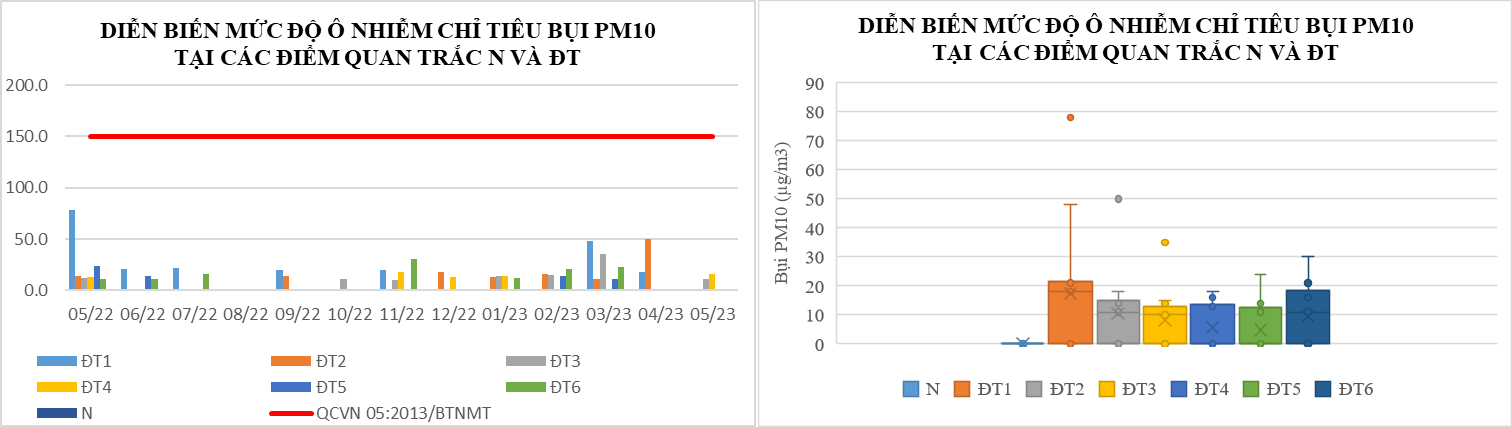 DIỄN BIẾN MỨC ĐỘ Ô NHIỄM CHỈ TIÊU BỤI PM10
TẠI CÁC ĐIỂM QUAN TRẮC N VÀ ĐT
200.0
150.0
100.0
50.0
0.0
05/22 06/22 07/22 08/22 09/22 10/22 11/22 12/22 01/23 02/23 03/23 04/23 05/23
ĐT1 ĐT2 ĐT3
ĐT4 ĐT5 ĐT6
N QCVN 05:2013/BTNMT
DIỄN BIẾN MỨC ĐỘ Ô NHIỄM CHỈ TIÊU BỤI PM10
TẠI CÁC ĐIỂM QUAN TRẮC N VÀ ĐT
Bụi PM10 (µg/m3)
90
80
70
60
50
40
30
20
10
0
N ĐT1 ĐT2 ĐT3 ĐT4 ĐT5 ĐT6